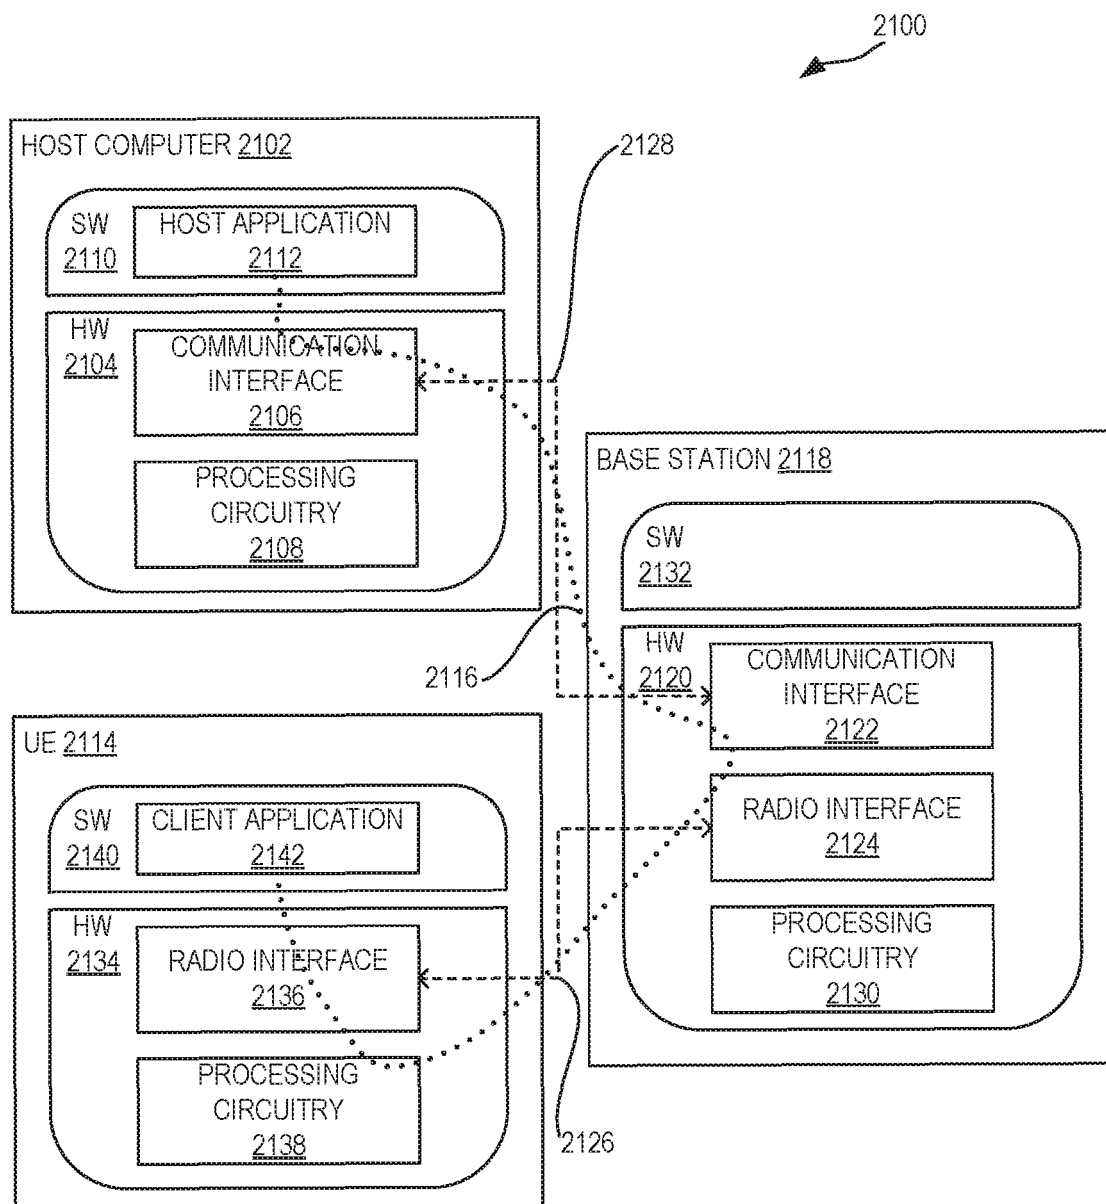 2100
HOST COMPUTER 2102
2128
SW
2110
HOST APPLICATION
2112
HW
2104
COMMUNICATION
INTERFACE
2106
PROCESSING
CIRCUITRY
2108
BASE STATION 2118
SW
2132
2116
HW
2120
COMMUNICATION
INTERFACE
2122
RADIO INTERFACE
2124
PROCESSING
CIRCUITRY
2130
UE 2114
SW
2140
CLIENT APPLICATION
2142
HW
2134
RADIO INTERFACE
2136
PROCESSING
CIRCUITRY
2138
2126